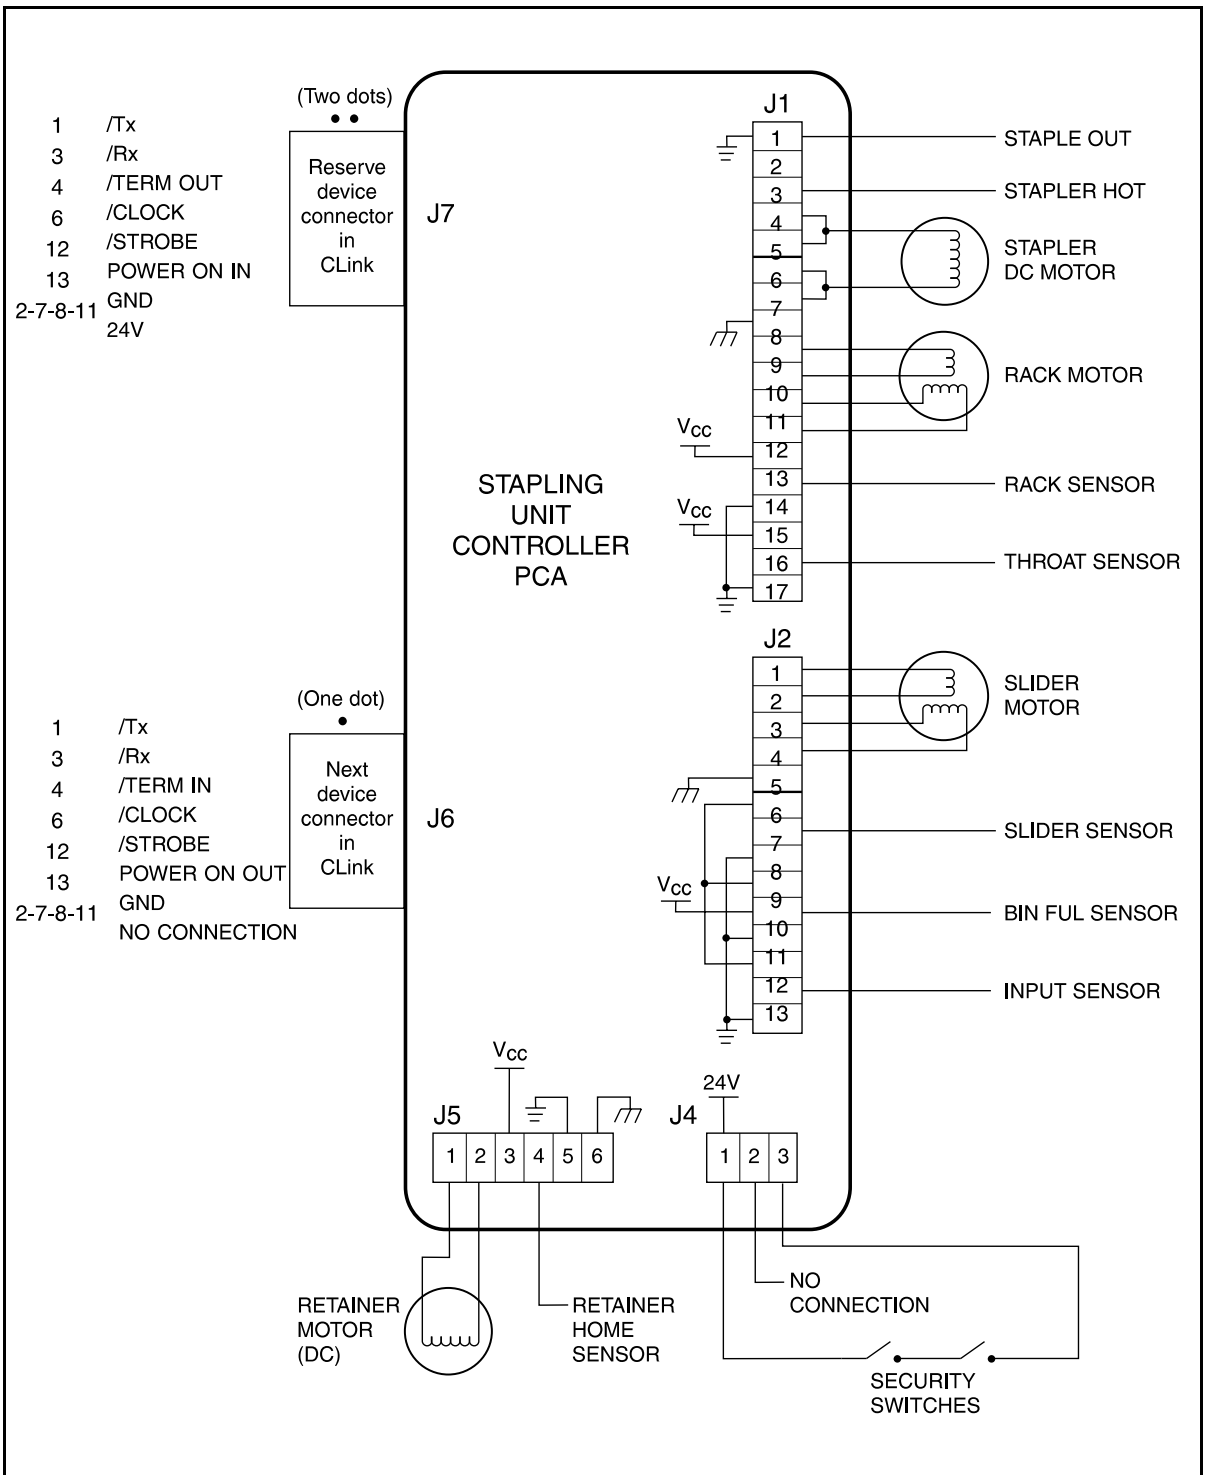 (Two dots)
1 /Tx
3 /Rx
4 /TERM OUT
6 /CLOCK
12 /STROBE
13 POWER ON IN
2-7-8-11 GND
24V
Reserve
device
connector
in
CLink
J7
J1
1
2
3
4
5
6
7
8
9
10
11
12
13
14
15
16
17
STAPLE OUT
STAPLER HOT
STAPLER
DC MOTOR
RACK MOTOR
VCC
RACK SENSOR
VCC
THROAT SENSOR
STAPLING
UNIT
CONTROLLER
PCA
J2
1
2
3
4
5
6
7
8
9
10
11
12
13
SLIDER
MOTOR
SLIDER SENSOR
VCC
BIN FUL SENSOR
INPUT SENSOR
(One dot)
1 /Tx
3 /Rx
4 /TERM IN
6 /CLOCK
12 /STROBE
13 POWER ON OUT
2-7-8-11 GND
NO CONNECTION
Next
device
connector
in
CLink
J6
VCC
J5
1 2 3 4 5 6
24V
J4
1 2 3
RETAINER
MOTOR
(DC)
RETAINER
HOME
SENSOR
NO
CONNECTION
SECURITY
SWITCHES